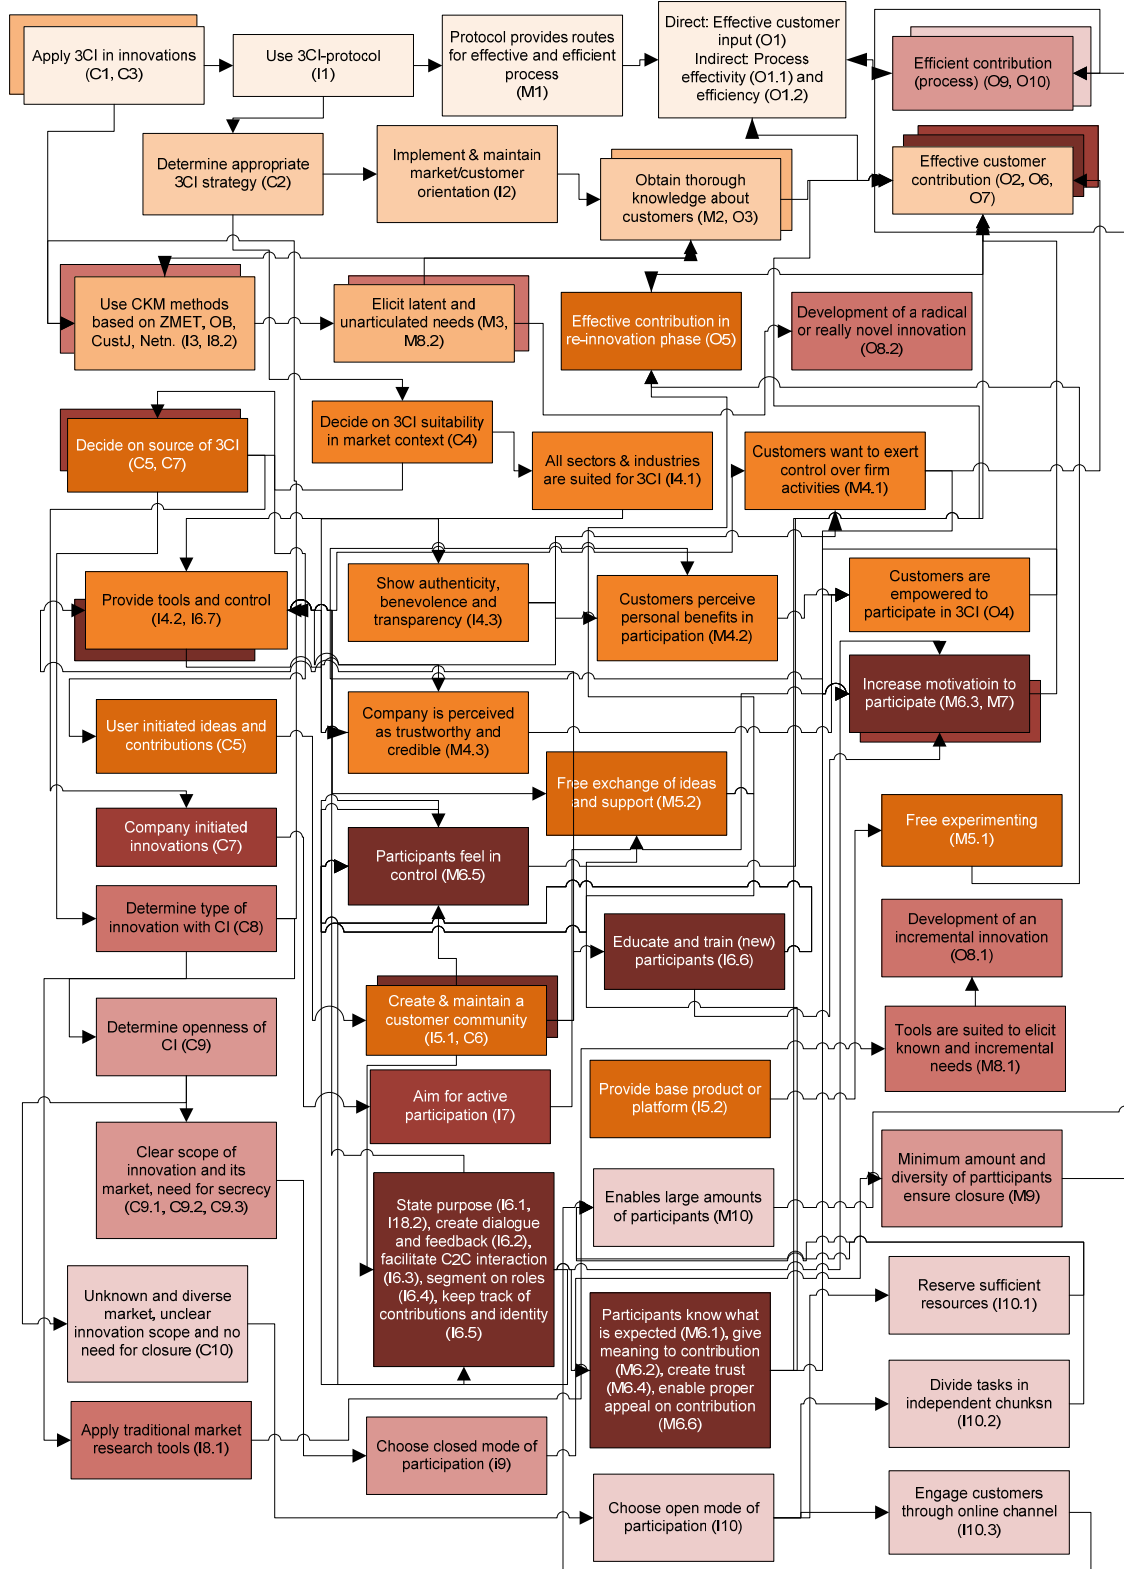 Apply 3CI in innovations
(C1, C3)
Use 3CI-protocol
(I1)
Protocol provides routes
for effective and efficient
process
(M1)
Direct: Effective customer
input (O1)
Indirect: Process
effectivity (O1.1) and
efficiency (O1.2)
Efficient contribution
(process) (O9, O10)
Determine appropriate
3CI strategy (C2)
Implement & maintain
market/customer
orientation (I2)
Obtain thorough
knowledge about
customers (M2, O3)
Effective customer
contribution (O2, O6,
O7)
Use CKM methods
based on ZMET, OB,
CustJ, Netn. (I3, I8.2)
Elicit latent and
unarticulated needs (M3,
M8.2)
Effective contribution in
re-innovation phase (O5)
Development of a radical
or really novel innovation
(O8.2)
Decide on source of 3CI
(C5, C7)
Decide on 3CI suitability
in market context (C4)
All sectors & industries
are suited for 3CI (I4.1)
Customers want to exert
control over firm
activities (M4.1)
Provide tools and control
(I4.2, I6.7)
Show authenticity,
benevolence and
transparency (I4.3)
Customers perceive
personal benefits in
participation (M4.2)
Customers are
empowered to
participate in 3CI (O4)
User initiated ideas and
contributions (C5)
Company is perceived
as trustworthy and
credible (M4.3)
Increase motivatioin to
participate (M6.3, M7)
Free exchange of ideas
and support (M5.2)
Company initiated
innovations (C7)
Participants feel in
control (M6.5)
Free experimenting
(M5.1)
Determine type of
innovation with CI (C8)
Educate and train (new)
participants (I6.6)
Development of an
incremental innovation
(O8.1)
Determine openness of
CI (C9)
Create & maintain a
customer community
(I5.1, C6)
Tools are suited to elicit
known and incremental
needs (M8.1)
Aim for active
participation (I7)
Provide base product or
platform (I5.2)
Clear scope of
innovation and its
market, need for secrecy
(C9.1, C9.2, C9.3)
State purpose (I6.1,
I18.2), create dialogue
and feedback (I6.2),
facilitate C2C interaction
(I6.3), segment on roles
(I6.4), keep track of
contributions and identity
(I6.5)
Enables large amounts
of participants (M10)
Minimum amount and
diversity of partticipants
ensure closure (M9)
Unknown and diverse
market, unclear
innovation scope and no
need for closure (C10)
Participants know what
is expected (M6.1), give
meaning to contribution
(M6.2), create trust
(M6.4), enable proper
appeal on contribution
(M6.6)
Reserve sufficient
resources (I10.1)
Divide tasks in
independent chunksn
(I10.2)
Apply traditional market
research tools (I8.1)
Choose closed mode of
participation (i9)
Choose open mode of
participation (I10)
Engage customers
through online channel
(I10.3)